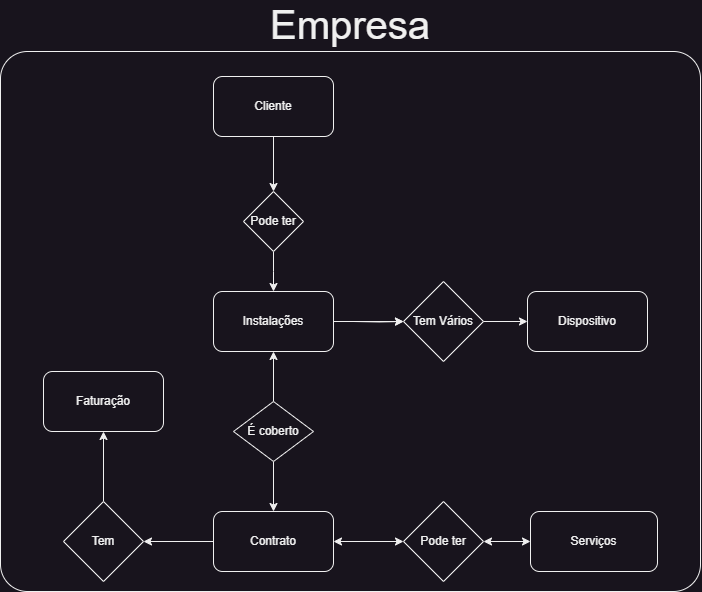 Empresa
Cliente
Pode ter
Instalações
Tem Vários
Dispositivo
Faturação
É coberto
Tem
Contrato
Pode ter
Serviços